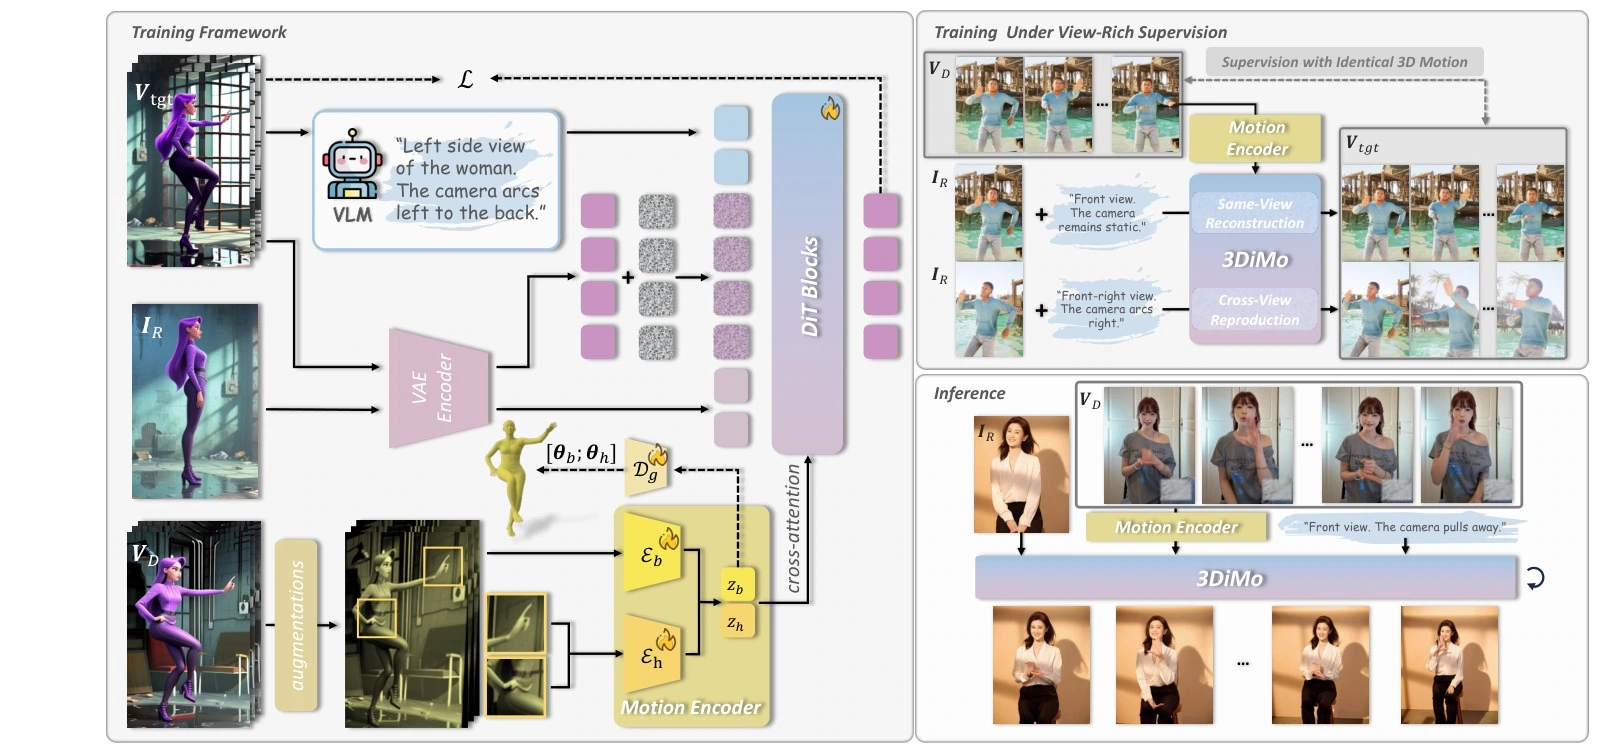 Training Framework
V_tgt
ℒ
"Left side view
of the woman.
The camera arcs
left to the back."
VLM
I_R
VAE
Encoder
+
DiT Blocks
[θ_b; θ_h]
𝒟_g
cross-attention
V_D
augmentations
ℰ_b
ℰ_h
z_b
z_h
Motion Encoder
Training Under View-Rich Supervision
V_D
...
Supervision with Identical 3D Motion
Motion
Encoder
V_tgt
I_R
+
"Front view.
The camera
remains static."
Same-View
Reconstruction
...
3DiMo
I_R
+
"Front-right view.
The camera arcs
right."
Cross-View
Reproduction
...
Inference
I_R
V_D
...
Motion Encoder
"Front view. The camera pulls away."
3DiMo
...